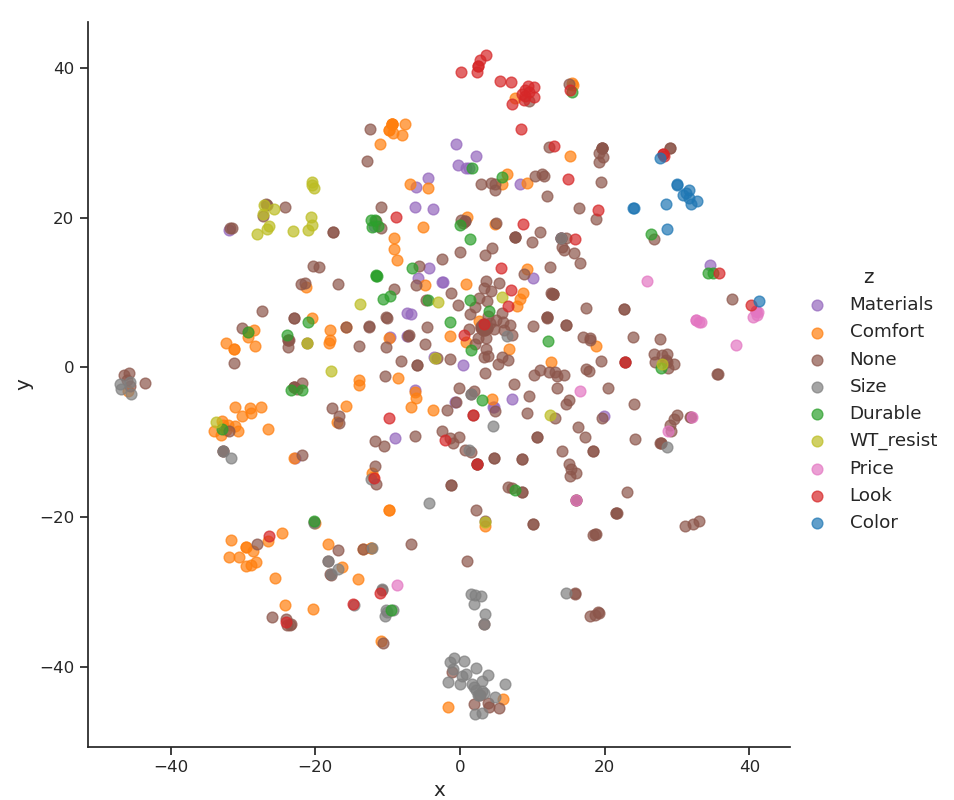 40
20
0
−20
−40
y
−40
−20
0
20
40
x
z
Materials
Comfort
None
Size
Durable
WT_resist
Price
Look
Color